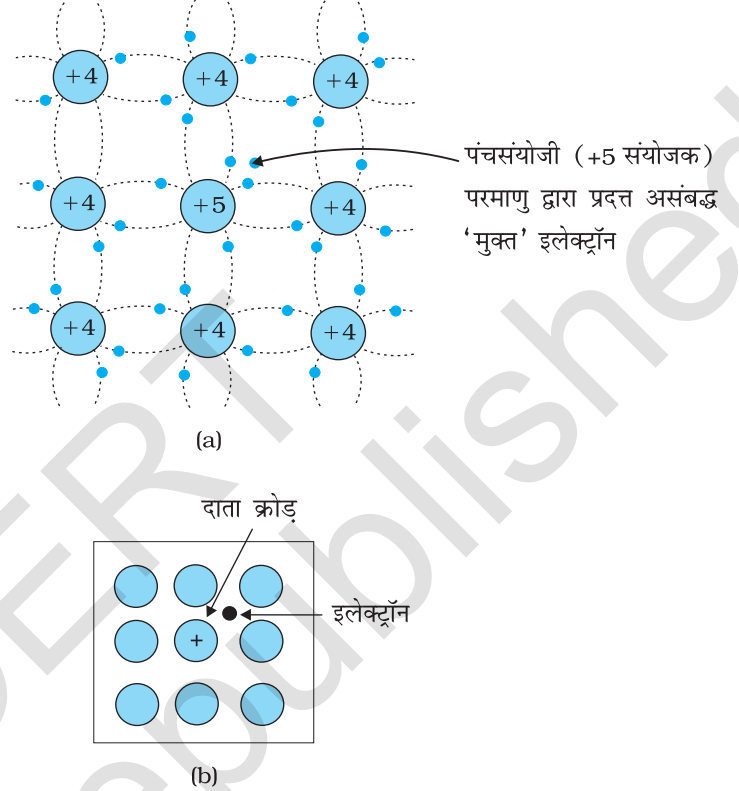 +4 +4 +4
पंचसंयोजी (+5 संयोजक)
परमाणु द्वारा प्रदत्त असंबद्ध
‘मुक्त’ इलेक्ट्रॉन
+4 +5 +4
+4 +4 +4
(a)
दाता क्रोड़
इलेक्ट्रॉन
+
(b)